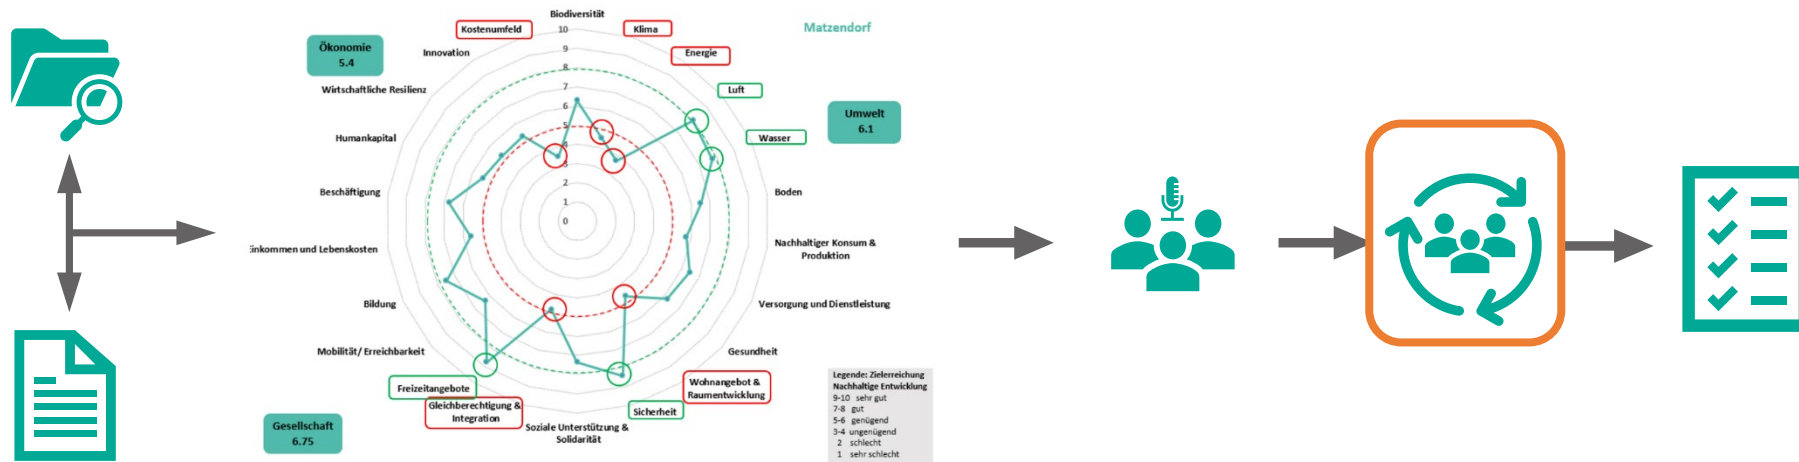 Biodiversität
Kostenumfeld
Klima
Matzendorf
Ökonomie
5.4
Innovation
Energie
Wirtschaftliche Resilienz
Luft
Umwelt
6.1
Humankapital
Wasser
Beschäftigung
Boden
Einkommen und Lebenskosten
Nachhaltiger Konsum &
Produktion
Bildung
Versorgung und Dienstleistung
Mobilität/ Erreichbarkeit
Gesundheit
Freizeitangebote
Wohnangebot &
Raumentwicklung
Gleichberechtigung &
Integration
Sicherheit
Soziale Unterstützung &
Solidarität
Gesellschaft
6.75
10
9
8
7
6
5
4
3
2
1
0
Legende: Zielerreichung
Nachhaltige Entwicklung
9-10 sehr gut
7-8 gut
5-6 genügend
3-4 ungenügend
2 schlecht
1 sehr schlecht